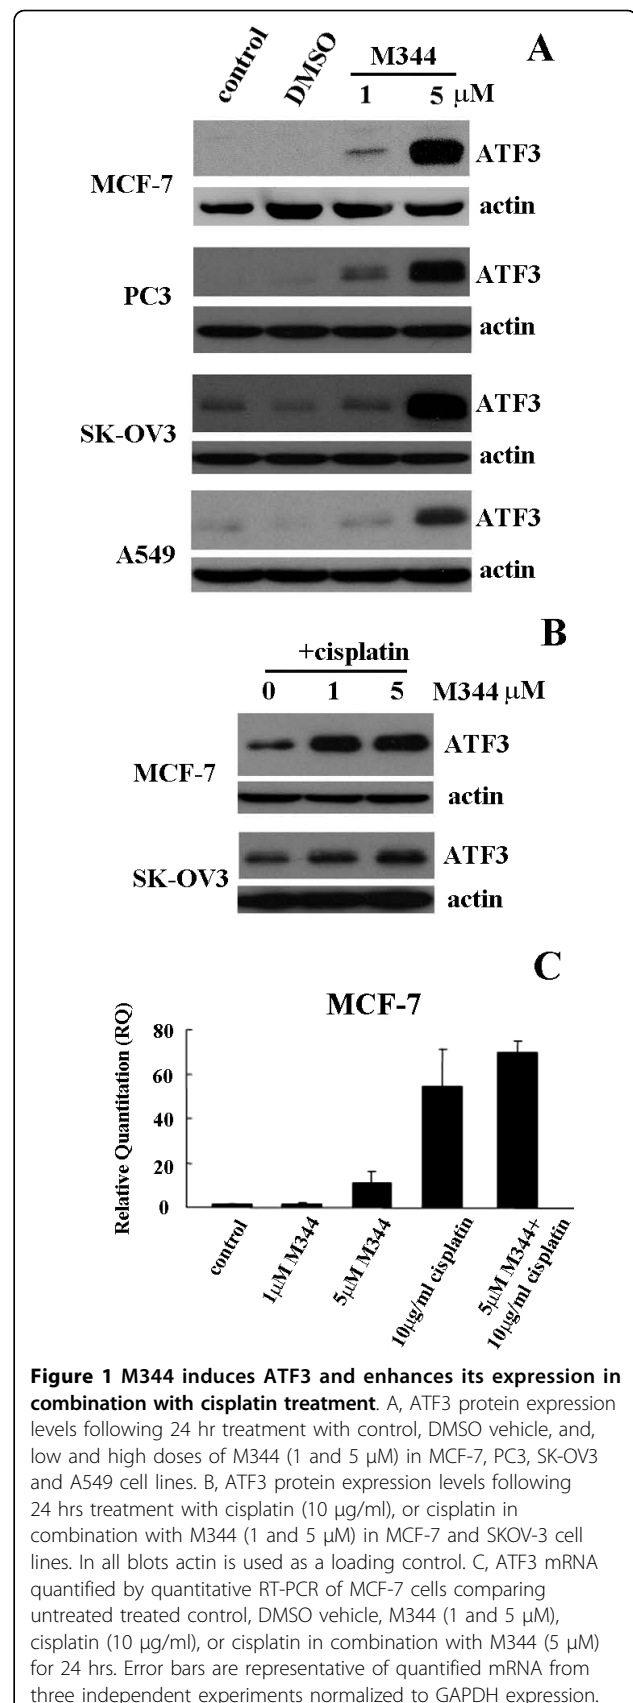 A
control DMSO M344
1 5 μM
ATF3
MCF-7
actin
ATF3
PC3
actin
ATF3
SK-OV3
actin
ATF3
A549
actin
B
+cisplatin
0 1 5 M344 μM
ATF3
MCF-7
actin
ATF3
SK-OV3
actin
C
MCF-7
Relative Quantitation (RQ)
80
60
40
20
0
control
1μM M344
5μM M344
10μg/ml cisplatin
5μM M344+
10μg/ml cisplatin
Figure 1 M344 induces ATF3 and enhances its expression in
combination with cisplatin treatment. A, ATF3 protein expression
levels following 24 hr treatment with control, DMSO vehicle, and,
low and high doses of M344 (1 and 5 μM) in MCF-7, PC3, SK-OV3
and A549 cell lines. B, ATF3 protein expression levels following
24 hrs treatment with cisplatin (10 μg/ml), or cisplatin in
combination with M344 (1 and 5 μM) in MCF-7 and SKOV-3 cell
lines. In all blots actin is used as a loading control. C, ATF3 mRNA
quantified by quantitative RT-PCR of MCF-7 cells comparing
untreated treated control, DMSO vehicle, M344 (1 and 5 μM),
cisplatin (10 μg/ml), or cisplatin in combination with M344 (5 μM)
for 24 hrs. Error bars are representative of quantified mRNA from
three independent experiments normalized to GAPDH expression.